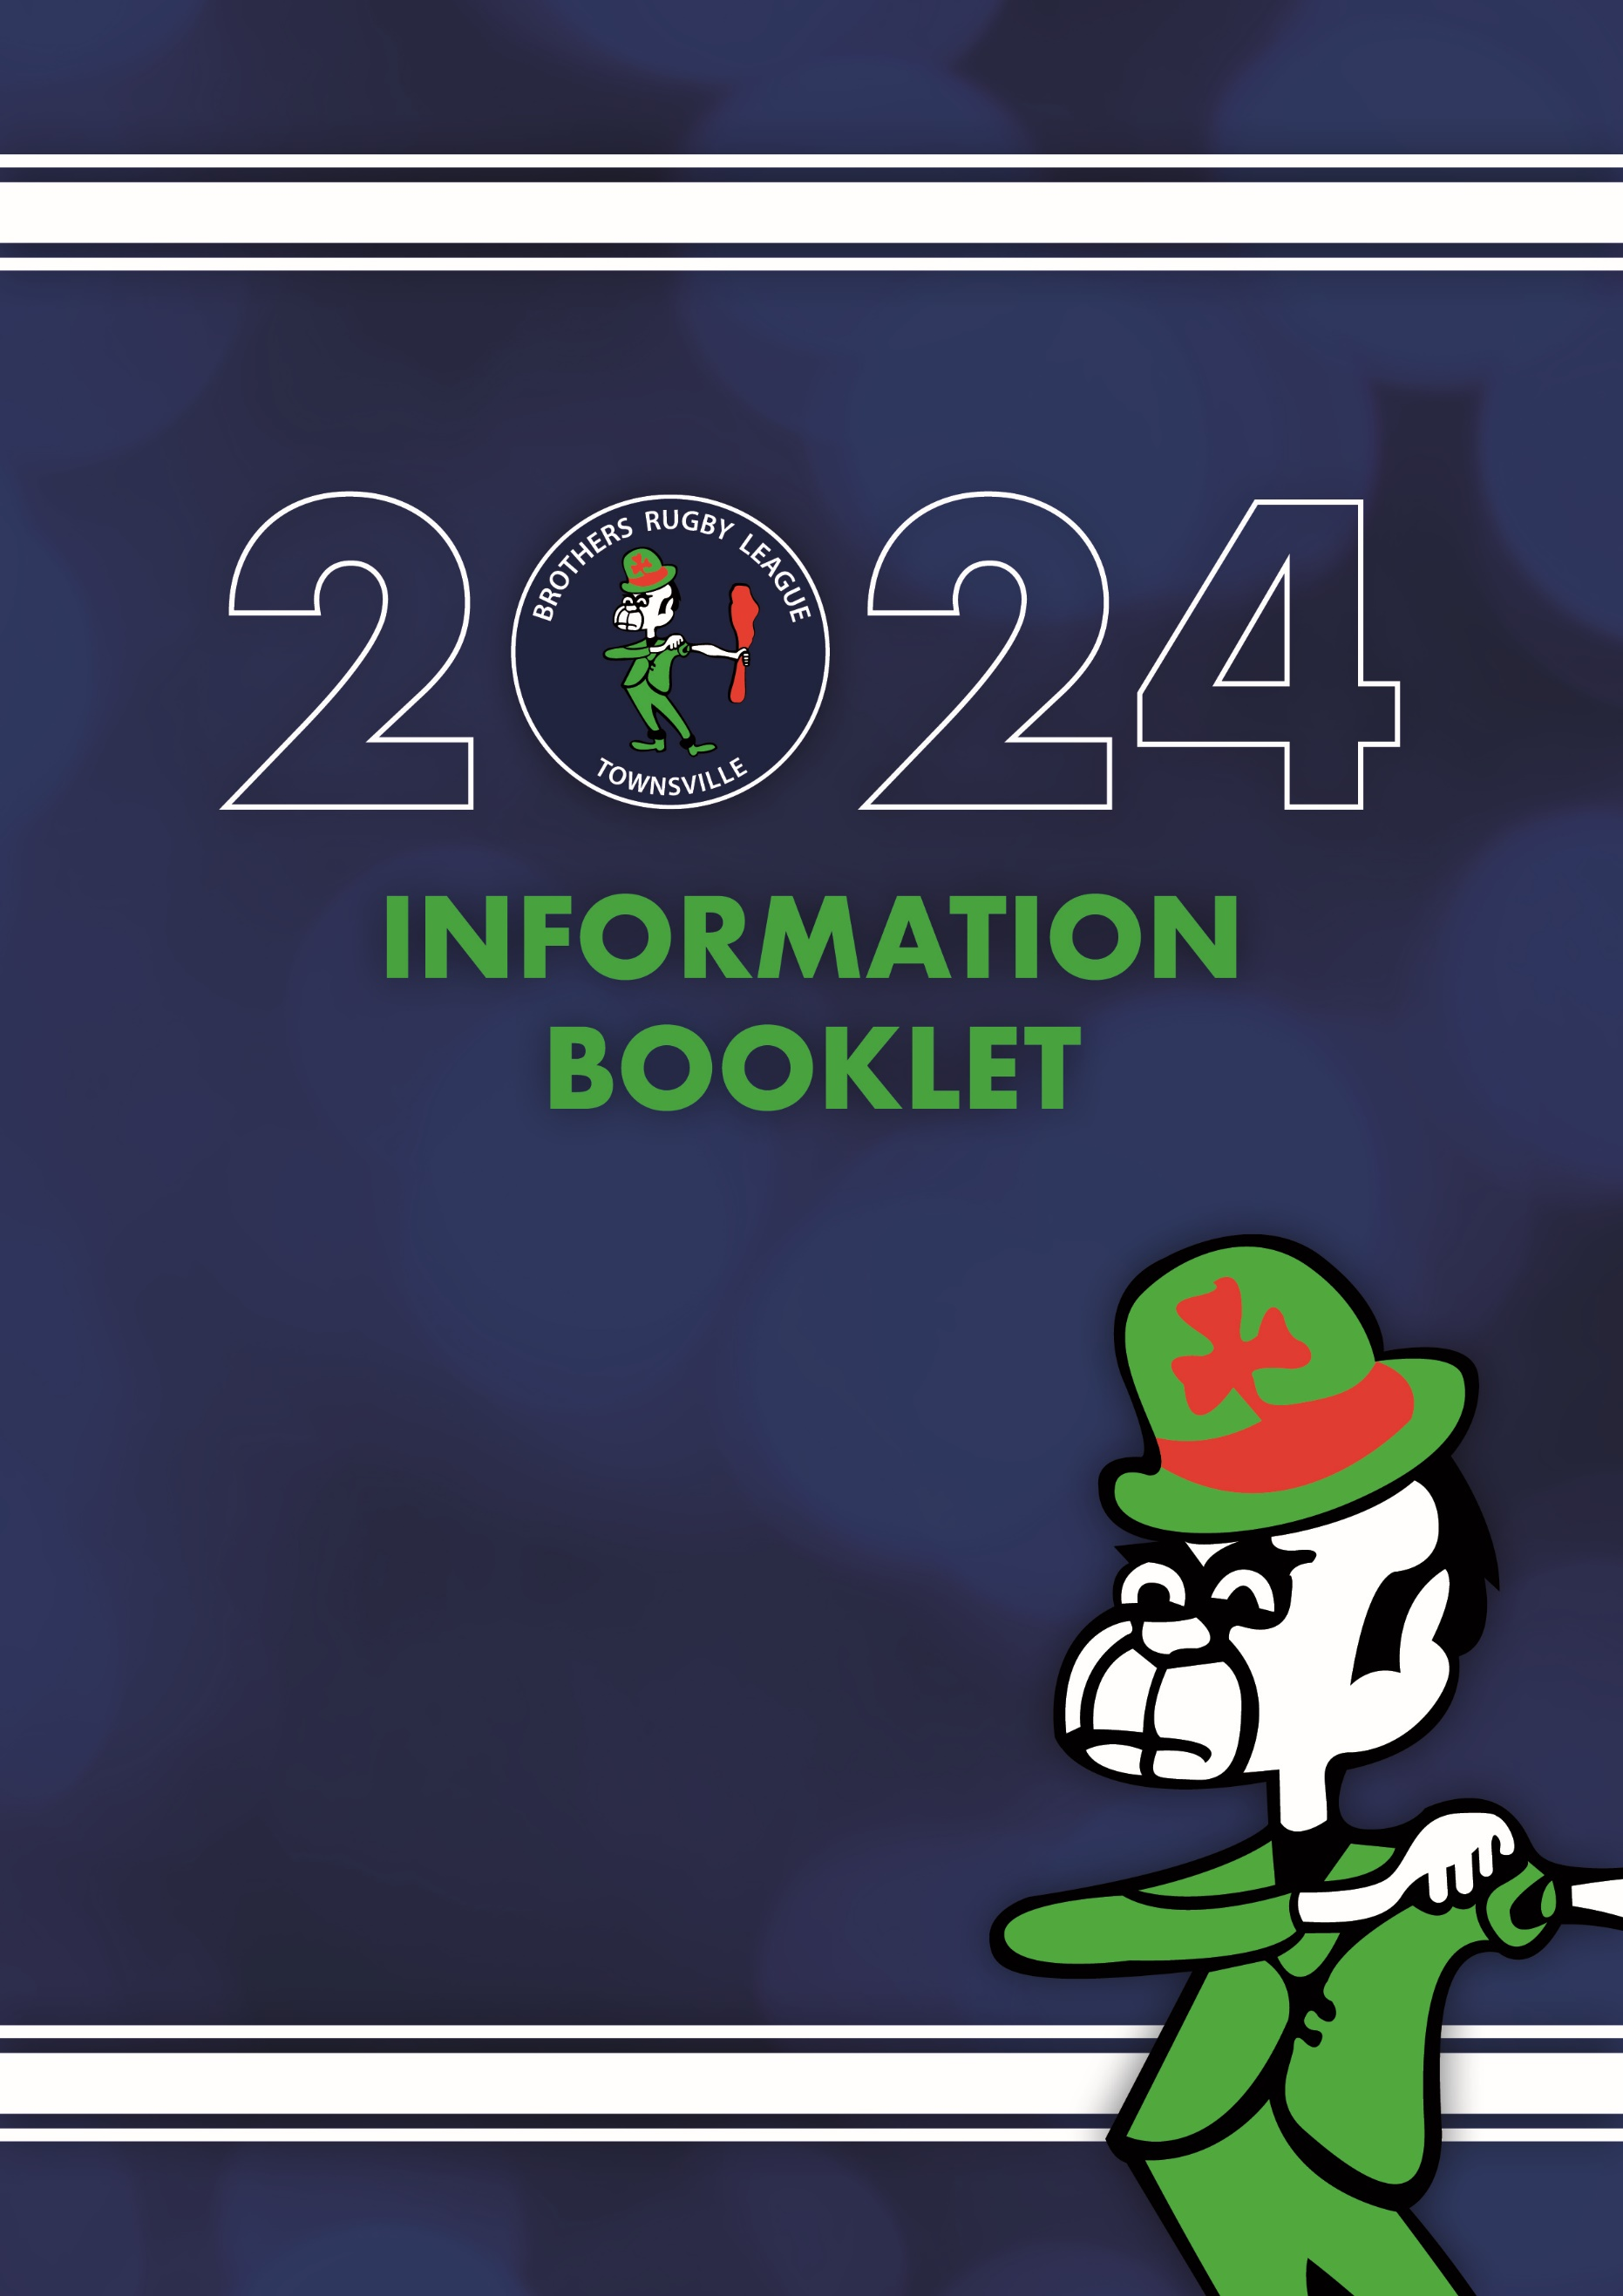 2024
BROTHERS RUGBY LEAGUE
TOWNSVILLE
INFORMATION
BOOKLET